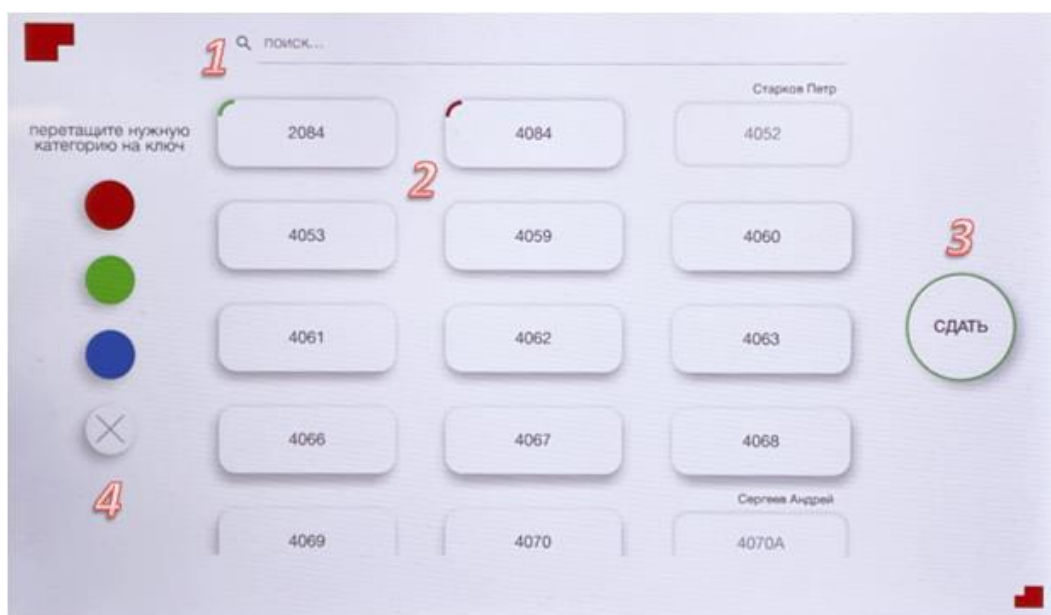 1
поиск...
Старков Петр
перетащите нужную
категорию на ключ
2084
4084
4052
2
4053
4059
4060
3
4061
4062
4063
СДАТЬ
4066
4067
4068
4
Сергеев Андрей
4069
4070
4070А